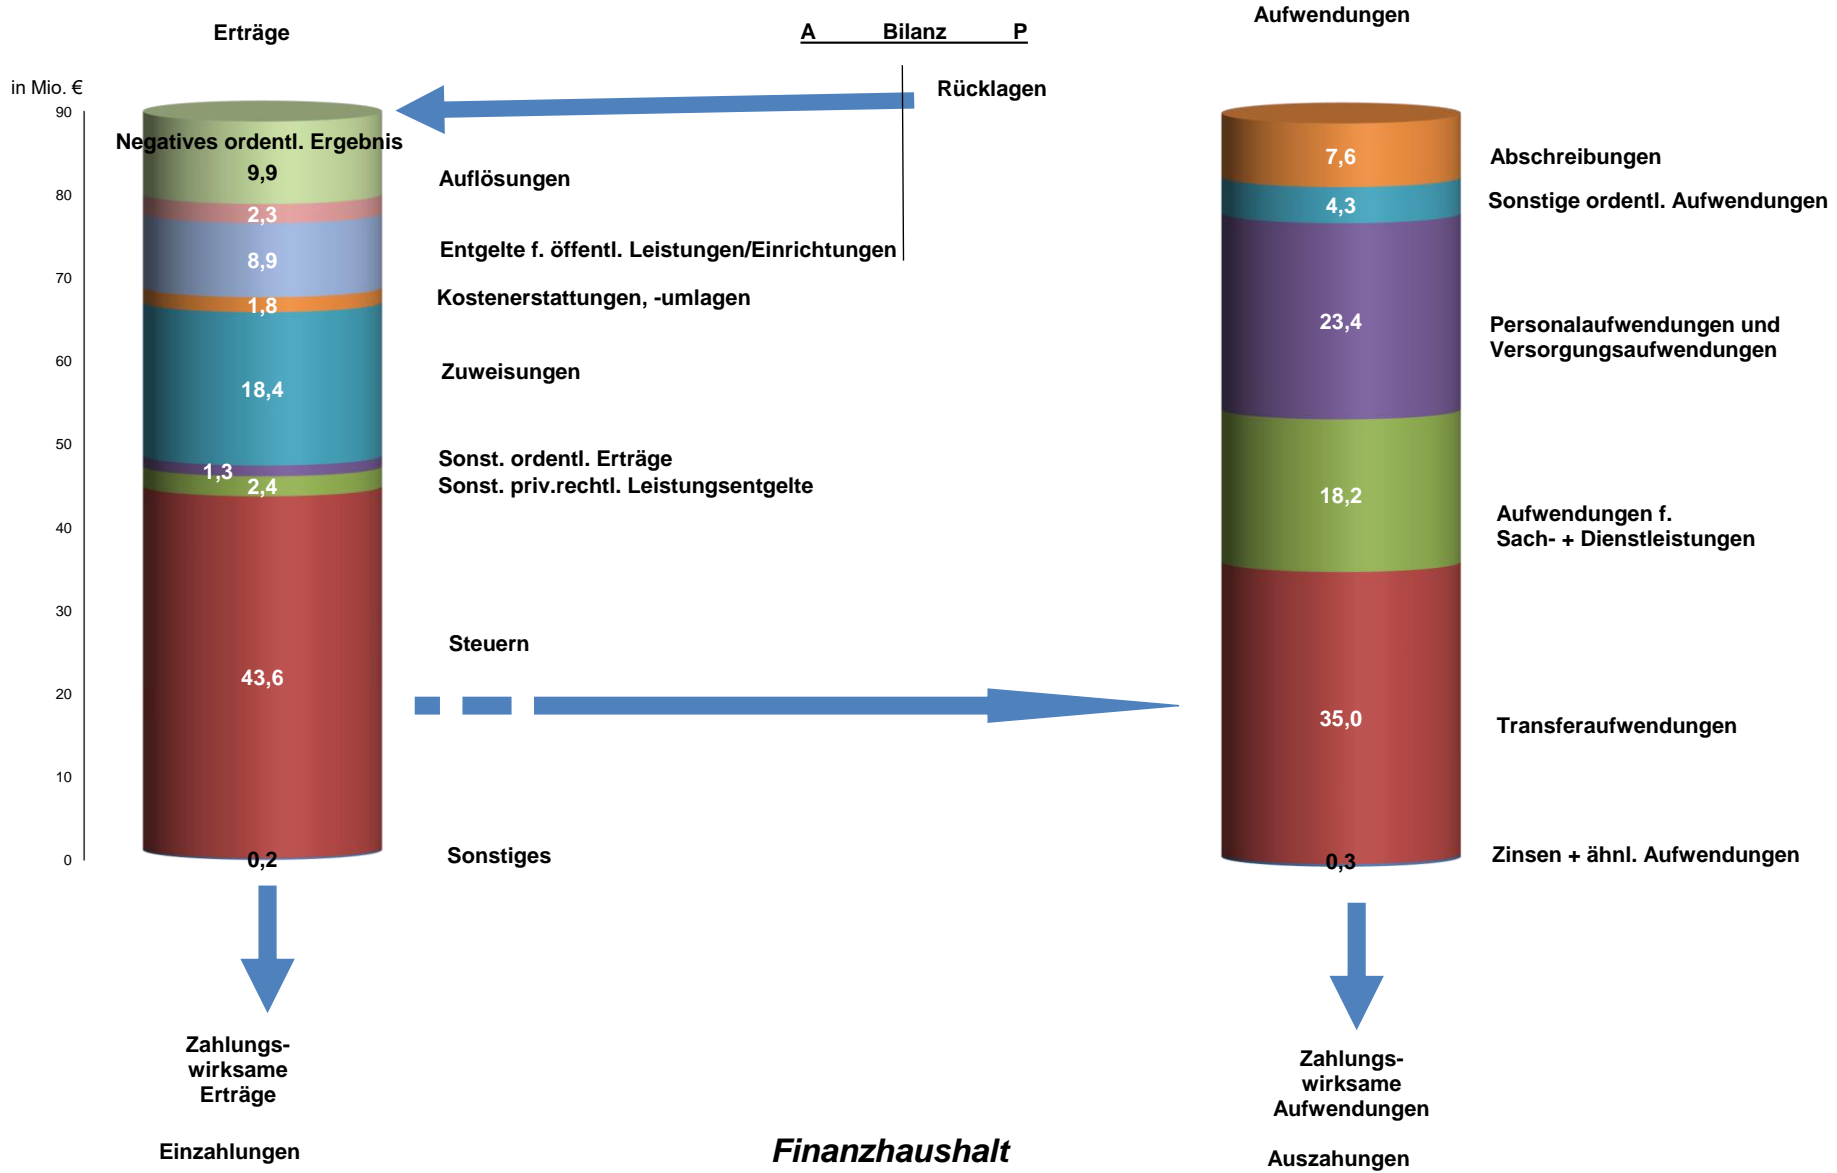 Erträge
A Bilanz P
Aufwendungen
in Mio. €
Rücklagen
90
80
70
60
50
40
30
20
10
0
Negatives ordentl. Ergebnis
9,9
2,3
8,9
1,8
18,4
1,3
2,4
43,6
0,2
Auflösungen
Entgelte f. öffentl. Leistungen/Einrichtungen
Kostenerstattungen, -umlagen
Zuweisungen
Sonst. ordentl. Erträge
Sonst. priv.rechtl. Leistungsentgelte
Steuern
Sonstiges
7,6
4,3
23,4
18,2
35,0
0,3
Abschreibungen
Sonstige ordentl. Aufwendungen
Personalaufwendungen und
Versorgungsaufwendungen
Aufwendungen f.
Sach- + Dienstleistungen
Transferaufwendungen
Zinsen + ähnl. Aufwendungen
Zahlungs-
wirksame
Erträge
Einzahlungen
Finanzhaushalt
Zahlungs-
wirksame
Aufwendungen
Auszahungen